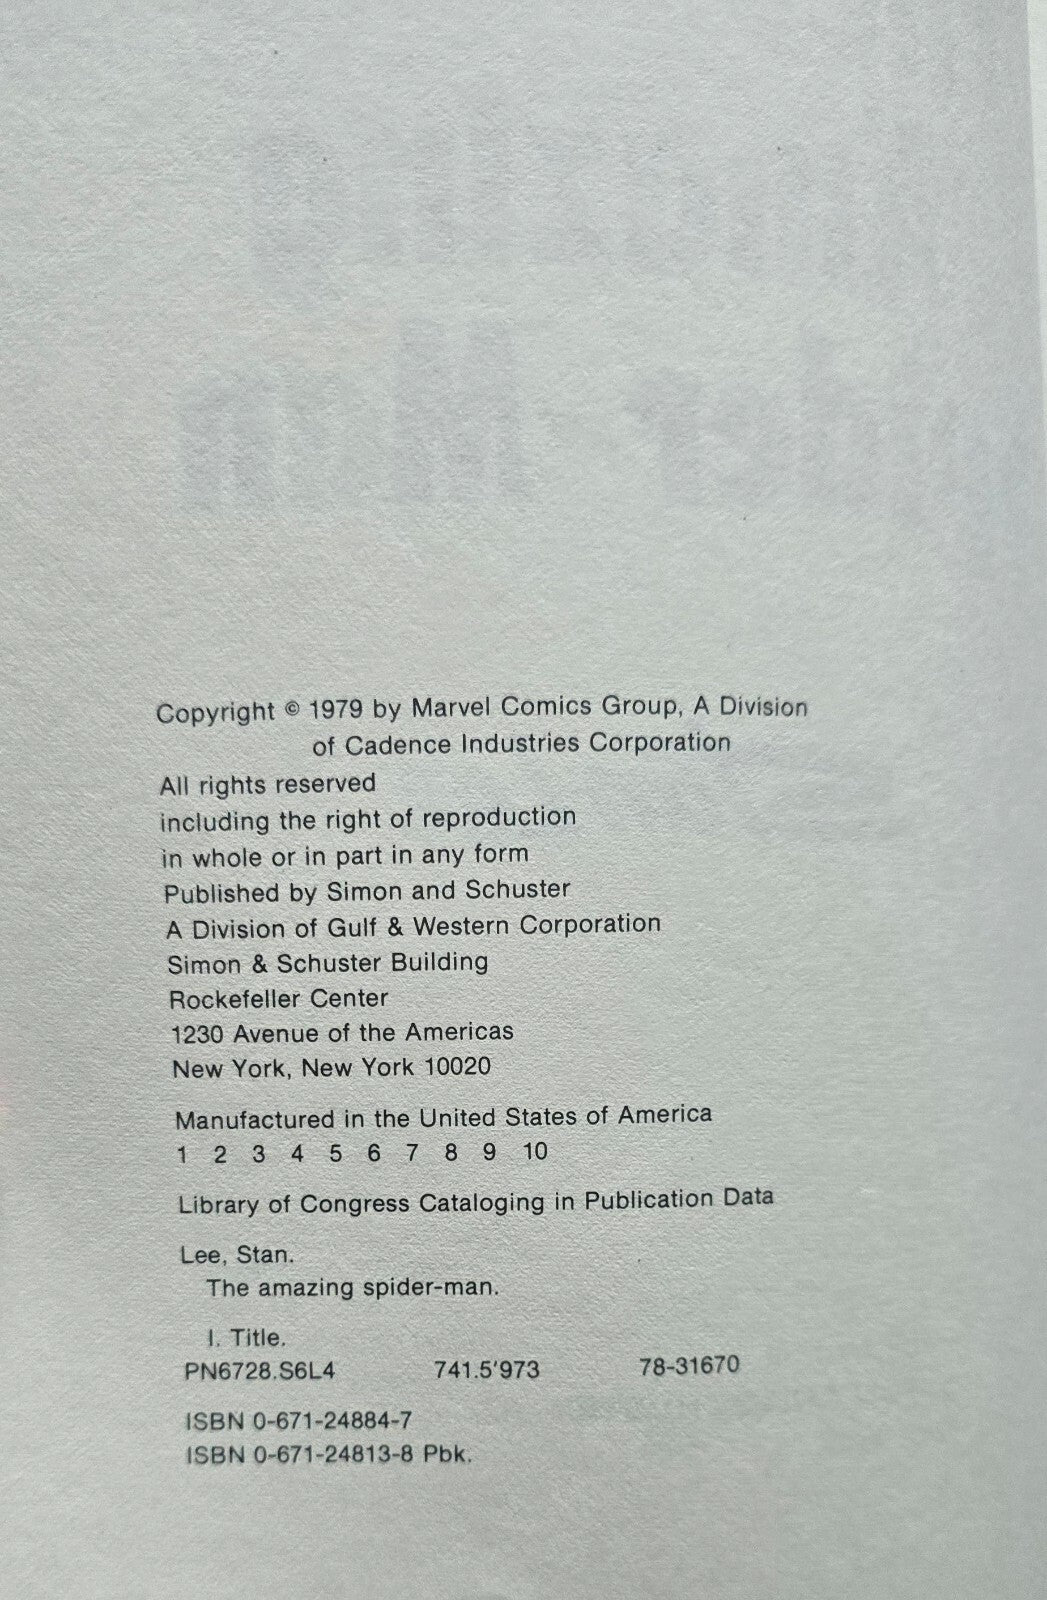 Copyright © 1979 by Marvel Comics Group, A Division
of Cadence Industries Corporation
All rights reserved
including the right of reproduction
in whole or in part in any form
Published by Simon and Schuster
A Division of Gulf & Western Corporation
Simon & Schuster Building
Rockefeller Center
1230 Avenue of the Americas
New York, New York 10020
Manufactured in the United States of America
1 2 3 4 5 6 7 8 9 10
Library of Congress Cataloging in Publication Data
Lee, Stan.
The amazing spider-man.
I. Title.
PN6728.S6L4 741.5'973 78-31670
ISBN 0-671-24884-7
ISBN 0-671-24813-8 Pbk.